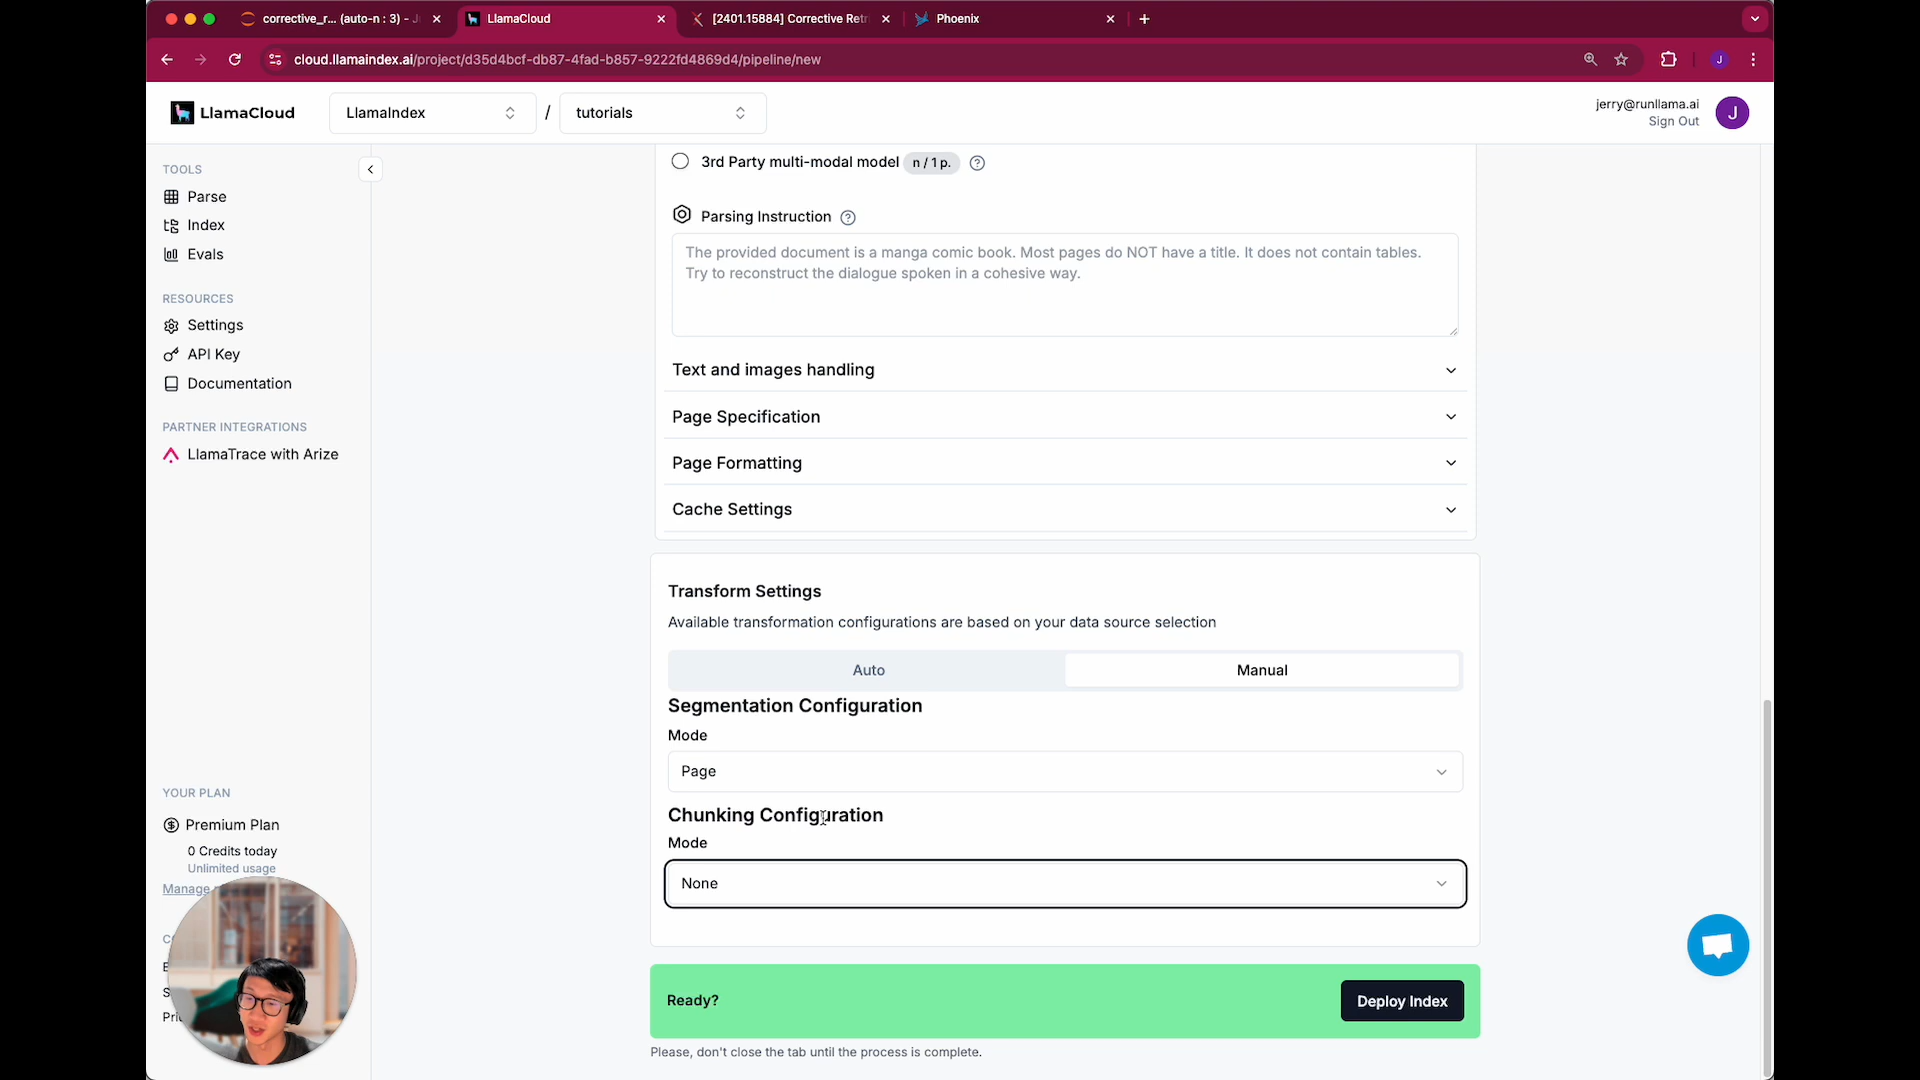 corrective_r... (auto-n : 3) - J
LlamaCloud
[2401.15884] Corrective Retr
Phoenix
cloud.llamaindex.ai/project/d35d4bcf-db87-4fad-b857-9222fd4869d4/pipeline/new
J
LlamaCloud
LlamaIndex
/
tutorials
jerry@runllama.ai
Sign Out
J
TOOLS
Parse
Index
Evals
RESOURCES
Settings
API Key
Documentation
PARTNER INTEGRATIONS
LlamaTrace with Arize
YOUR PLAN
Premium Plan
0 Credits today
Unlimited usage
Manage
3rd Party multi-modal model n / 1 p.
Parsing Instruction
The provided document is a manga comic book. Most pages do NOT have a title. It does not contain tables.
Try to reconstruct the dialogue spoken in a cohesive way.
Text and images handling
Page Specification
Page Formatting
Cache Settings
Transform Settings
Available transformation configurations are based on your data source selection
Auto
Manual
Segmentation Configuration
Mode
Page
Chunking Configuration
Mode
None
Ready?
Deploy Index
Please, don't close the tab until the process is complete.